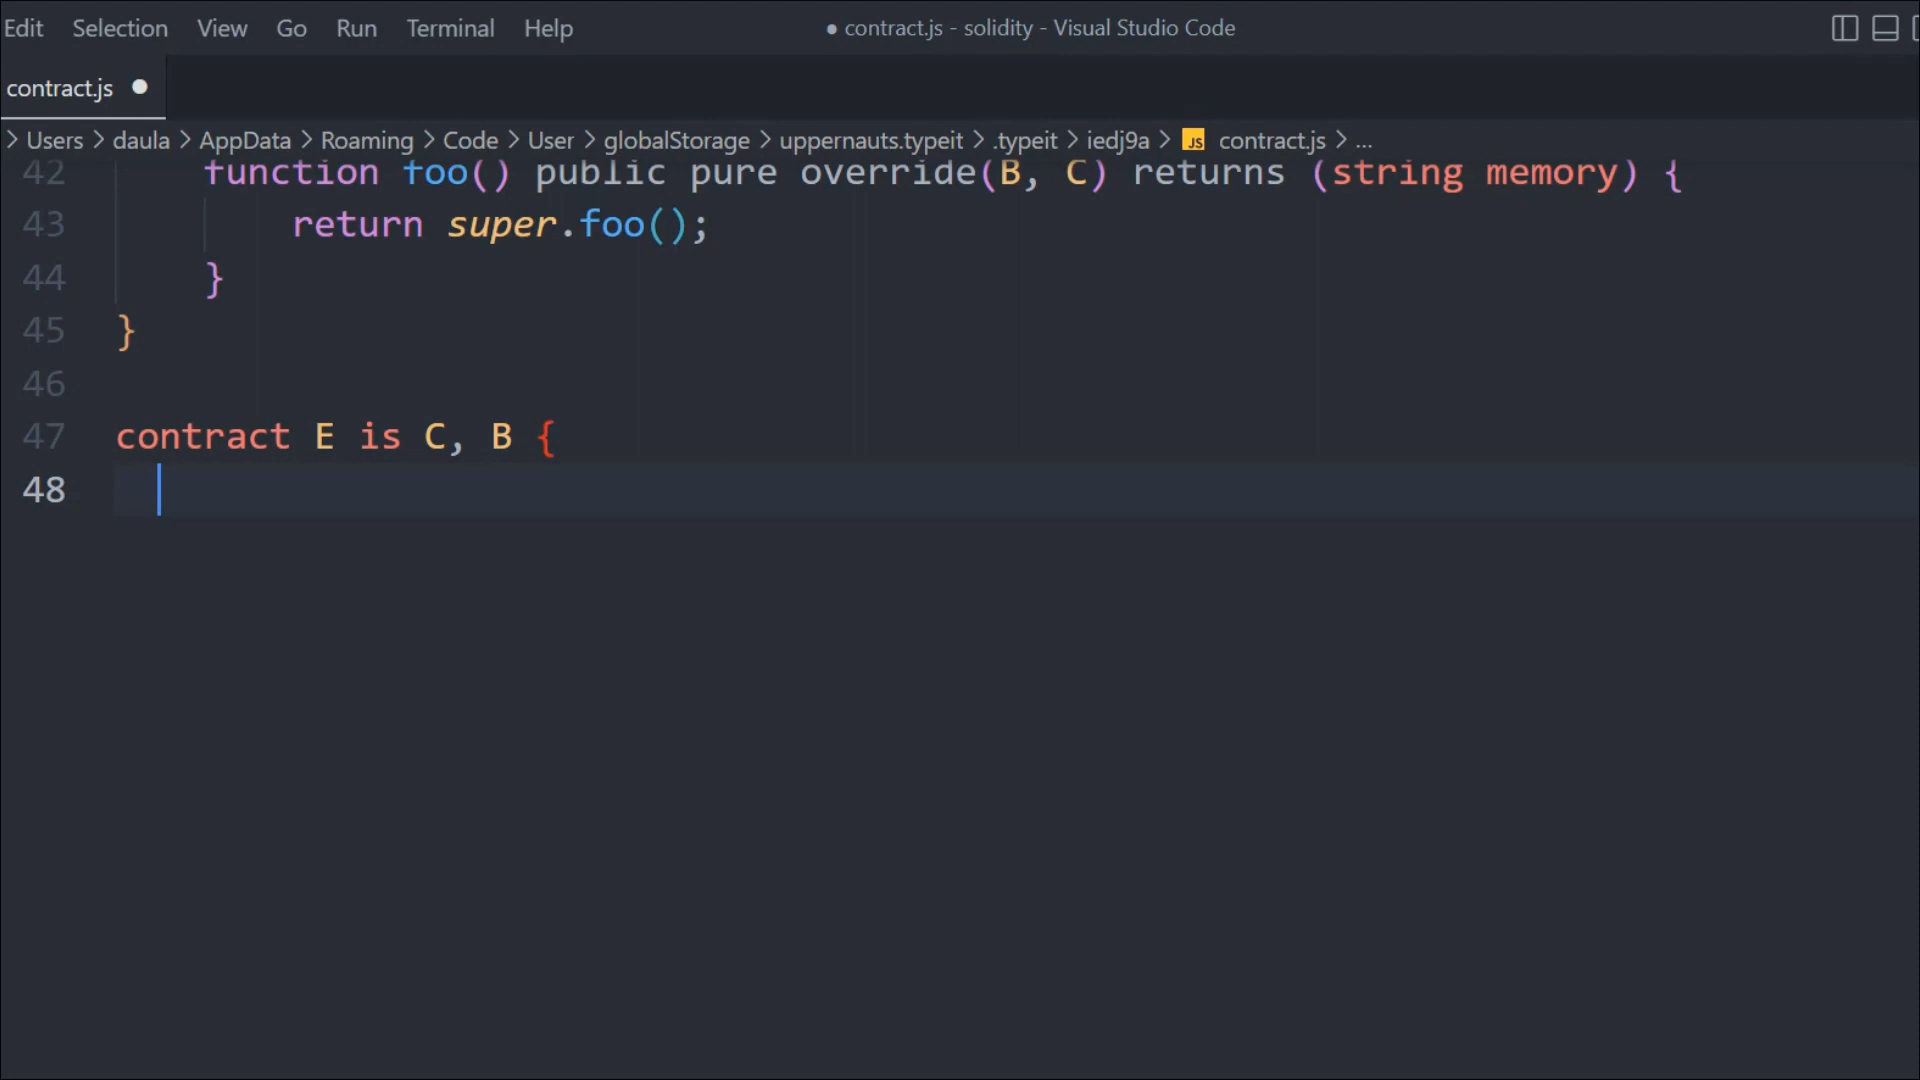 Edit Selection View Go Run Terminal Help ● contract.js - solidity - Visual Studio Code
contract.js ●
> Users > daula > AppData > Roaming > Code > User > globalStorage > uppernauts.typeit > .typeit > iedj9a > JS contract.js > ...
42 function foo() public pure override(B, C) returns (string memory) {
43 return super.foo();
44 }
45 }
46
47 contract E is C, B {
48